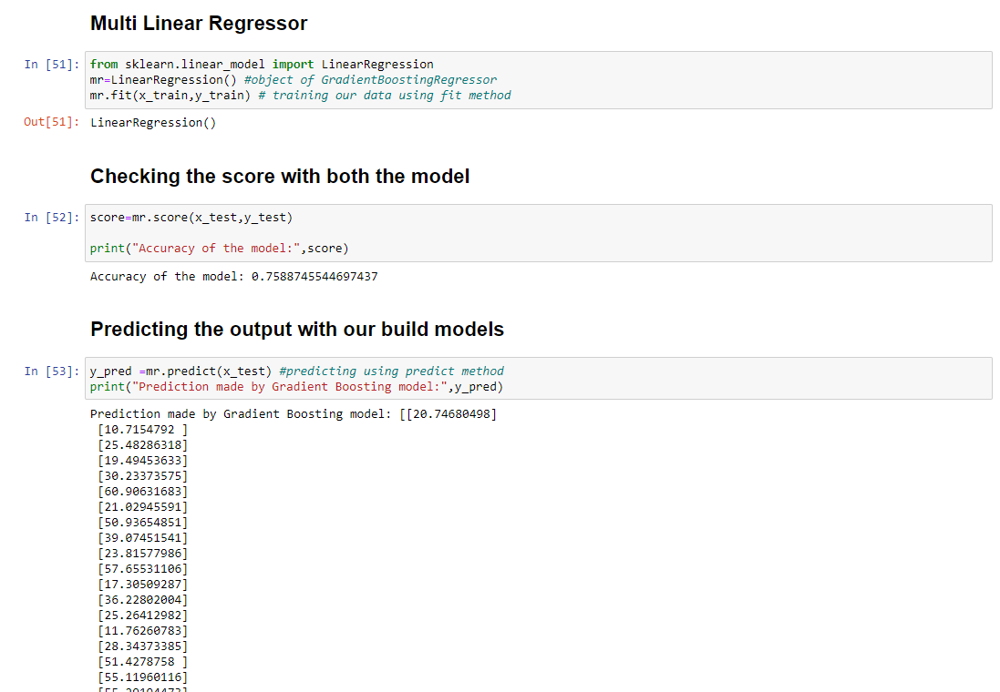 Multi Linear Regressor
In [51]: from sklearn.linear_model import LinearRegression
mr=LinearRegression() #object of GradientBoostingRegressor
mr.fit(x_train,y_train) # training our data using fit method
Out[51]: LinearRegression()
Checking the score with both the model
In [52]: score=mr.score(x_test,y_test)
print("Accuracy of the model:",score)
Accuracy of the model: 0.7588745544697437
Predicting the output with our build models
In [53]: y_pred =mr.predict(x_test) #predicting using predict method
print("Prediction made by Gradient Boosting model:",y_pred)
Prediction made by Gradient Boosting model: [[20.74680498]
[10.7154792 ]
[25.48286318]
[19.49453633]
[30.23373575]
[60.90631683]
[21.02945591]
[50.93654851]
[39.07451541]
[23.81577986]
[57.65531106]
[17.30509287]
[36.22802004]
[25.26412982]
[11.76260783]
[28.34373385]
[51.4278758 ]
[55.11960116]